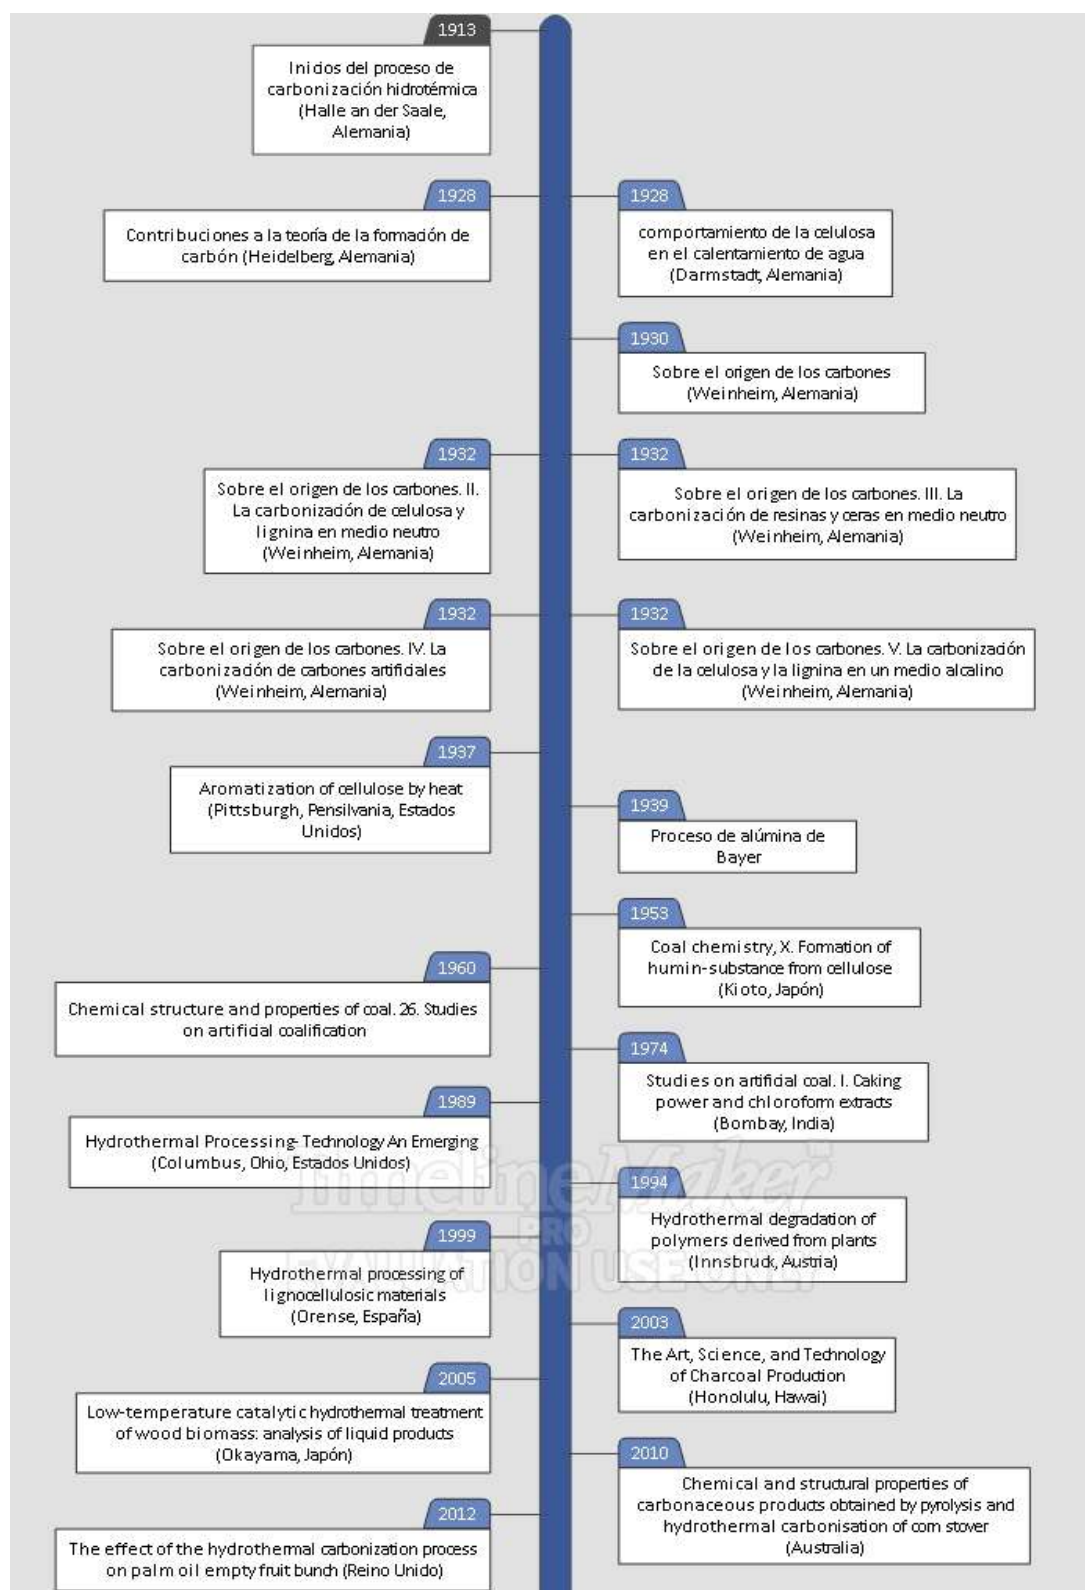 1913
Inicios del proceso de
carbonización hidrotérmica
(Halle an der Saale,
Alemania)
1928
Contribuciones a la teoría de la formación de
carbón (Heidelberg, Alemania)
1928
comportamiento de la celulosa
en el calentamiento de agua
(Darmstadt, Alemania)
1930
Sobre el origen de los carbones
(Weinheim, Alemania)
1932
Sobre el origen de los carbones. II.
La carbonización de celulosa y
lignina en medio neutro
(Weinheim, Alemania)
1932
Sobre el origen de los carbones. III. La
carbonización de resinas y ceras en medio neutro
(Weinheim, Alemania)
1932
Sobre el origen de los carbones. IV. La
carbonización de carbones artificiales
(Weinheim, Alemania)
1932
Sobre el origen de los carbones. V. La carbonización
de la celulosa y la lignina en un medio alcalino
(Weinheim, Alemania)
1937
Aromatization of cellulose by heat
(Pittsburgh, Pensilvania, Estados
Unidos)
1939
Proceso de alúmina de
Bayer
1953
Coal chemistry, X. Formation of
humin-substance from cellulose
(Kioto, Japón)
1960
Chemical structure and properties of coal. 26. Studies
on artificial coalification
1974
Studies on artificial coal. I. Caking
power and chloroform extracts
(Bombay, India)
1989
Hydrothermal Processing-Technology An Emerging
(Columbus, Ohio, Estados Unidos)
1994
Hydrothermal degradation of
polymers derived from plants
(Innsbruck, Austria)
TimelineMaker
PRO
EVALUATION USE ONLY
1999
Hydrothermal processing of
lignocellulosic materials
(Orense, España)
2003
The Art, Science, and Technology
of Charcoal Production
(Honolulu, Hawai)
2005
Low-temperature catalytic hydrothermal treatment
of wood biomass: analysis of liquid products
(Okayama, Japón)
2010
Chemical and structural properties of
carbonaceous products obtained by pyrolysis and
hydrothermal carbonisation of corn stover
(Australia)
2012
The effect of the hydrothermal carbonization process
on palm oil empty fruit bunch (Reino Unido)